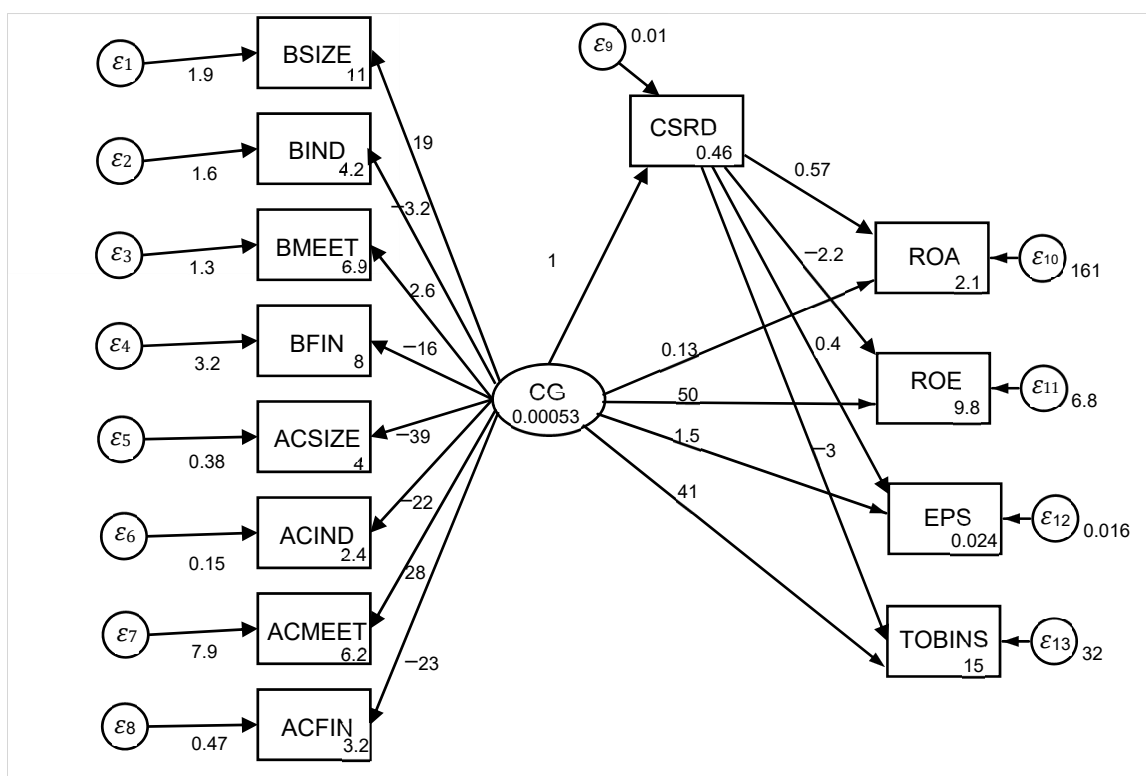 ε1
1.9
BSIZE
11
ε2
1.6
BIND
4.2
ε3
1.3
BMEET
6.9
ε4
3.2
BFIN
8
ε5
0.38
ACSIZE
4
ε6
0.15
ACIND
2.4
ε7
7.9
ACMEET
6.2
ε8
0.47
ACFIN
3.2
19
−3.2
2.6
−16
−39
−22
28
−23
CG
0.00053
1
ε9
0.01
CSRD
0.46
0.57
−2.2
0.4
−3
0.13
50
1.5
41
ROA
2.1
ε10
161
ROE
9.8
ε11
6.8
EPS
0.024
ε12
0.016
TOBINS
15
ε13
32